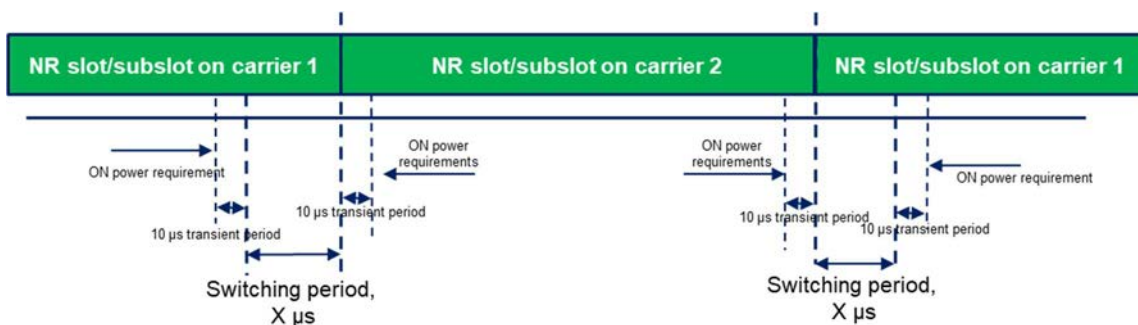 NR slot/subslot on carrier 1
NR slot/subslot on carrier 2
NR slot/subslot on carrier 1
ON power requirement
ON power
requirements
ON power
requirements
ON power requirement
10 µs transient period
10 µs transient period
10 µs transient period
10 µs transient period
Switching period,
X µs
Switching period,
X µs